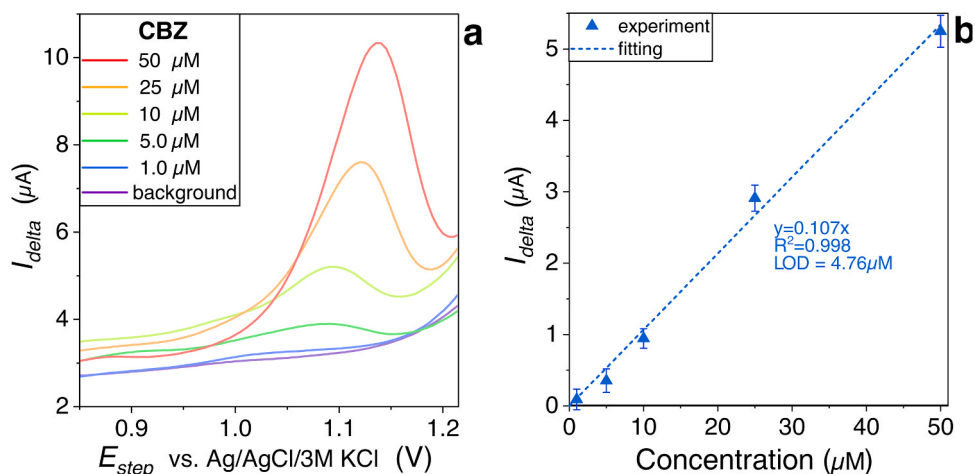 a
CBZ
50 µM
25 µM
10 µM
5.0 µM
1.0 µM
background
10
8
6
4
2
I_delta (µA)
0.9
1.0
1.1
1.2
E_step vs. Ag/AgCl/3M KCl (V)
b
experiment
fitting
y=0.107x
R²=0.998
LOD = 4.76µM
5
4
3
2
1
0
I_delta (µA)
0
10
20
30
40
50
Concentration (µM)